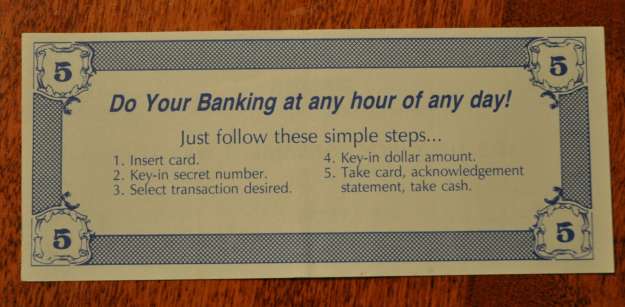 5 5
Do Your Banking at any hour of any day!
Just follow these simple steps...
1. Insert card.
2. Key-in secret number.
3. Select transaction desired.
4. Key-in dollar amount.
5. Take card, acknowledgement
statement, take cash.
5 5